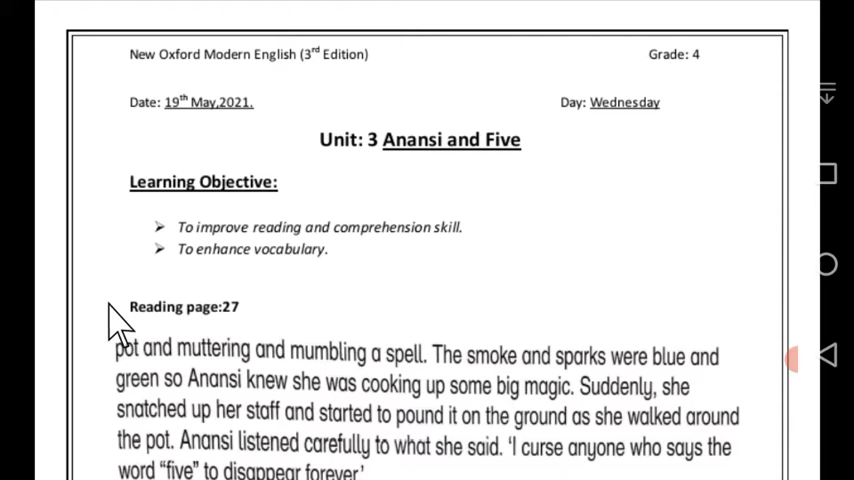 New Oxford Modern English (3rd Edition) Grade: 4
Date: 19th May,2021. Day: Wednesday
Unit: 3 Anansi and Five
Learning Objective:
➢ To improve reading and comprehension skill.
➢ To enhance vocabulary.
Reading page:27
pot and muttering and mumbling a spell. The smoke and sparks were blue and
green so Anansi knew she was cooking up some big magic. Suddenly, she
snatched up her staff and started to pound it on the ground as she walked around
the pot. Anansi listened carefully to what she said. ‘I curse anyone who says the
word “five” to disappear forever.’